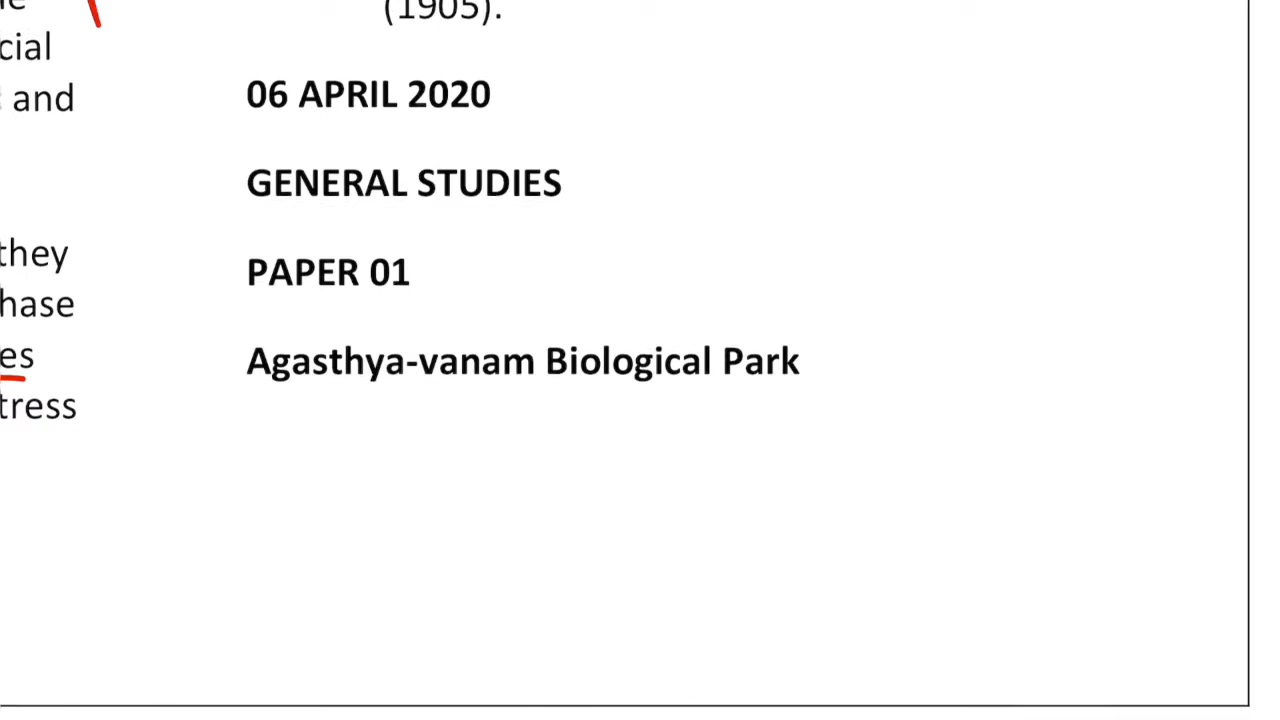 (1905).
cial
and
06 APRIL 2020
GENERAL STUDIES
they
PAPER 01
hase
es
Agasthya-vanam Biological Park
tress